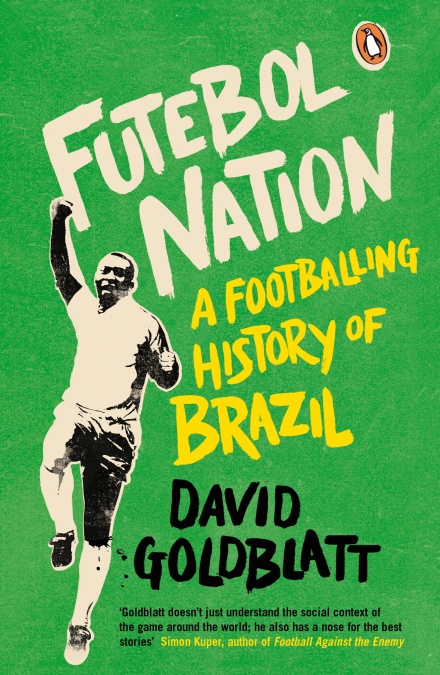 FUTEBOL
NATION
A FOOTBALLING
HISTORY OF
BRAZIL
DAVID
GOLDBLATT
‘Goldblatt doesn’t just understand the social context of
the game around the world; he also has a nose for the best
stories’ Simon Kuper, author of Football Against the Enemy